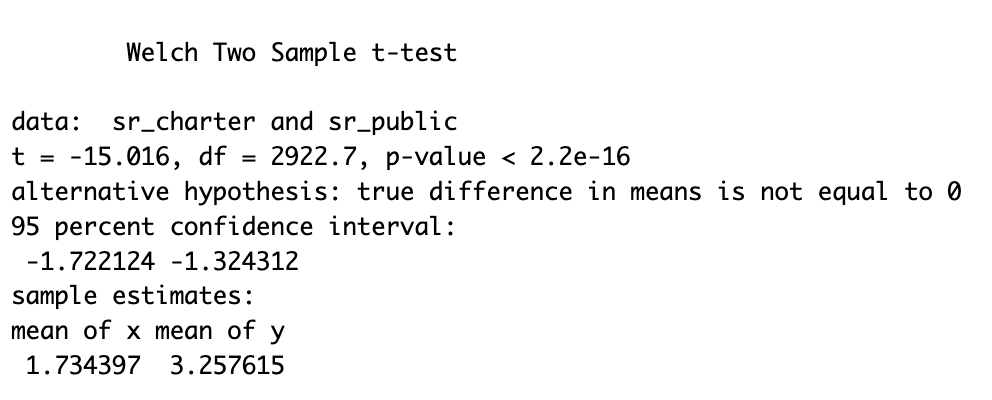 Welch Two Sample t-test
data:  sr_charter and sr_public
t = -15.016, df = 2922.7, p-value < 2.2e-16
alternative hypothesis: true difference in means is not equal to 0
95 percent confidence interval:
 -1.722124 -1.324312
sample estimates:
mean of x mean of y
 1.734397  3.257615